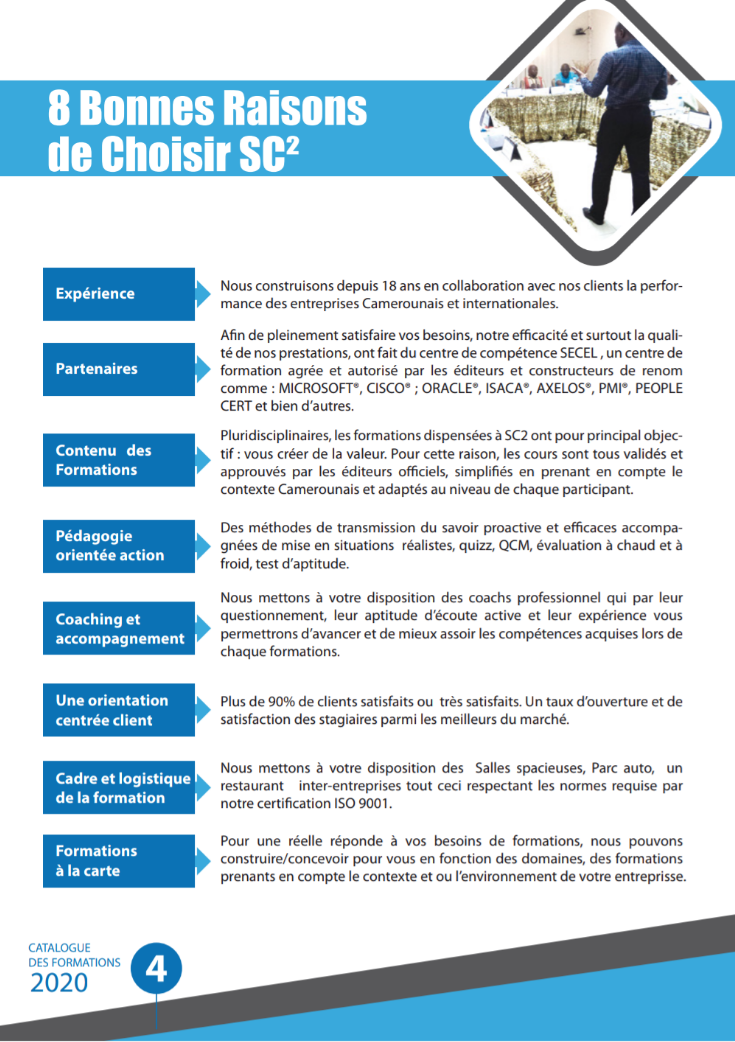 8 Bonnes Raisons
de Choisir SC²
Expérience
Nous construisons depuis 18 ans en collaboration avec nos clients la perfor-
mance des entreprises Camerounais et internationales.
Partenaires
Afin de pleinement satisfaire vos besoins, notre efficacité et surtout la quali-
té de nos prestations, ont fait du centre de compétence SECEL , un centre de
formation agrée et autorisé par les éditeurs et constructeurs de renom
comme : MICROSOFT®, CISCO® ; ORACLE®, ISACA®, AXELOS®, PMI®, PEOPLE
CERT et bien d'autres.
Contenu des
Formations
Pluridisciplinaires, les formations dispensées à SC2 ont pour principal objec-
tif : vous créer de la valeur. Pour cette raison, les cours sont tous validés et
approuvés par les éditeurs officiels, simplifiés en prenant en compte le
contexte Camerounais et adaptés au niveau de chaque participant.
Pédagogie
orientée action
Des méthodes de transmission du savoir proactive et efficaces accompa-
gnées de mise en situations réalistes, quizz, QCM, évaluation à chaud et à
froid, test d'aptitude.
Coaching et
accompagnement
Nous mettons à votre disposition des coachs professionnel qui par leur
questionnement, leur aptitude d'écoute active et leur expérience vous
permettrons d'avancer et de mieux assoir les compétences acquises lors de
chaque formations.
Une orientation
centrée client
Plus de 90% de clients satisfaits ou très satisfaits. Un taux d'ouverture et de
satisfaction des stagiaires parmi les meilleurs du marché.
Cadre et logistique
de la formation
Nous mettons à votre disposition des Salles spacieuses, Parc auto, un
restaurant inter-entreprises tout ceci respectant les normes requise par
notre certification ISO 9001.
Formations
à la carte
Pour une réelle réponde à vos besoins de formations, nous pouvons
construire/concevoir pour vous en fonction des domaines, des formations
prenants en compte le contexte et ou l'environnement de votre entreprisse.
CATALOGUE
DES FORMATIONS
2020
4